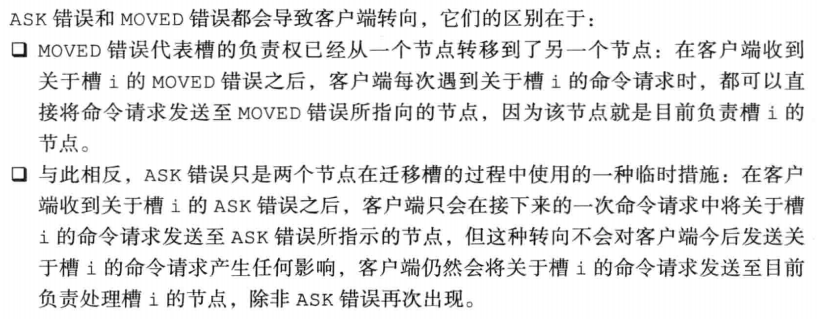 ASK 错误和 MOVED 错误都会导致客户端转向，它们的区别在于：
❑ MOVED 错误代表槽的负责权已经从一个节点转移到了另一个节点：在客户端收到
关于槽 i 的 MOVED 错误之后，客户端每次遇到关于槽 i 的命令请求时，都可以直
接将命令请求发送至 MOVED 错误所指向的节点，因为该节点就是目前负责槽 i 的
节点。
❑ 与此相反，ASK 错误只是两个节点在迁移槽的过程中使用的一种临时措施：在客户
端收到关于槽 i 的 ASK 错误之后，客户端只会在接下来的一次命令请求中将关于槽
i 的命令请求发送至 ASK 错误所指示的节点，但这种转向不会对客户端今后发送关
于槽 i 的命令请求产生任何影响，客户端仍然会将关于槽 i 的命令请求发送至目前
负责处理槽 i 的节点，除非 ASK 错误再次出现。